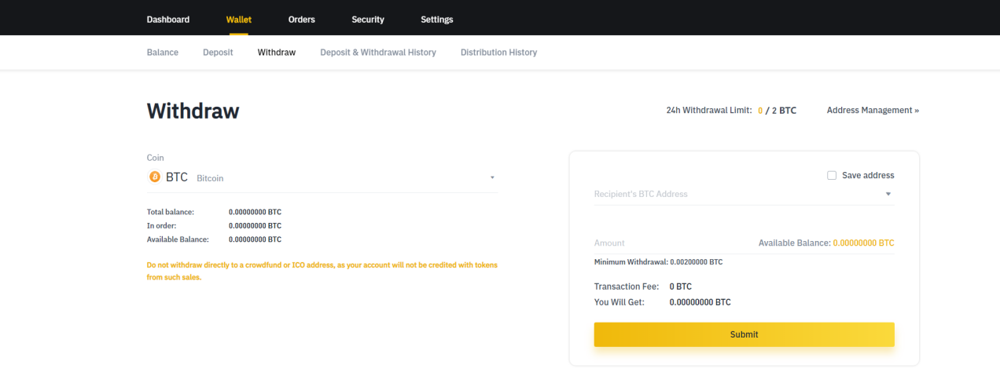 Dashboard Wallet Orders Security Settings
Balance Deposit Withdraw Deposit & Withdrawal History Distribution History
Withdraw
24h Withdrawal Limit: 0 / 2 BTC Address Management »
Coin
BTC Bitcoin
Total balance: 0.00000000 BTC
In order: 0.00000000 BTC
Available Balance: 0.00000000 BTC
Do not withdraw directly to a crowdfund or ICO address, as your account will not be credited with tokens
from such sales.
Save address
Recipient's BTC Address
Amount Available Balance: 0.00000000 BTC
Minimum Withdrawal: 0.00200000 BTC
Transaction Fee: 0 BTC
You Will Get: 0.00000000 BTC
Submit